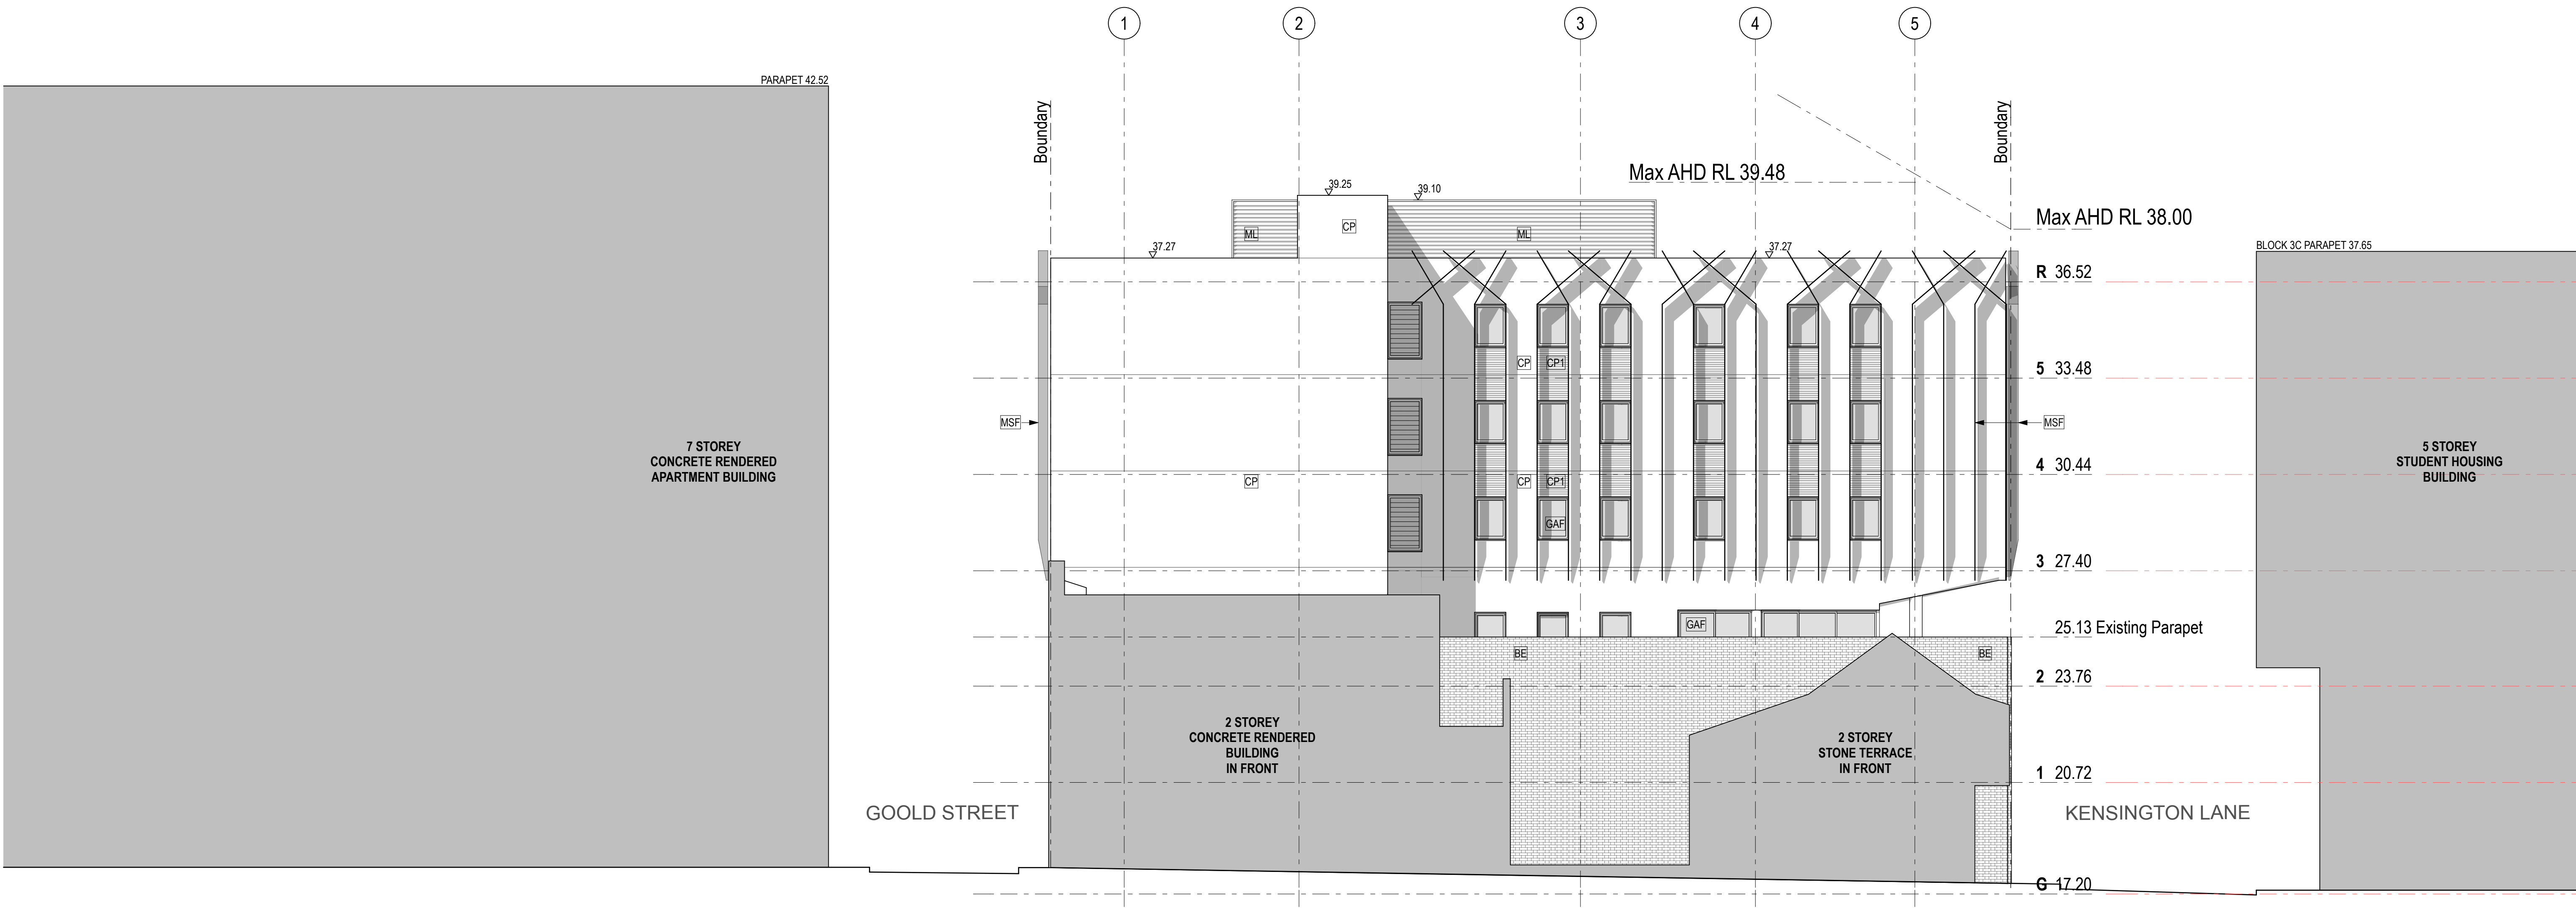 1
2
3
4
5
PARAPET 42.52
Boundary
Boundary
Max AHD RL 39.48
39.25
39.10
Max AHD RL 38.00
CP
ML
ML
37.27
37.27
BLOCK 3C PARAPET 37.65
R 36.52
CP
CP1
5 33.48
MSF
MSF
7 STOREY
CONCRETE RENDERED
APARTMENT BUILDING
5 STOREY
STUDENT HOUSING
BUILDING
4 30.44
CP
CP
CP1
GAF
3 27.40
GAF
25.13 Existing Parapet
BE
BE
2 23.76
2 STOREY
CONCRETE RENDERED
BUILDING
IN FRONT
2 STOREY
STONE TERRACE
IN FRONT
1 20.72
GOOLD STREET
KENSINGTON LANE
G 17.20